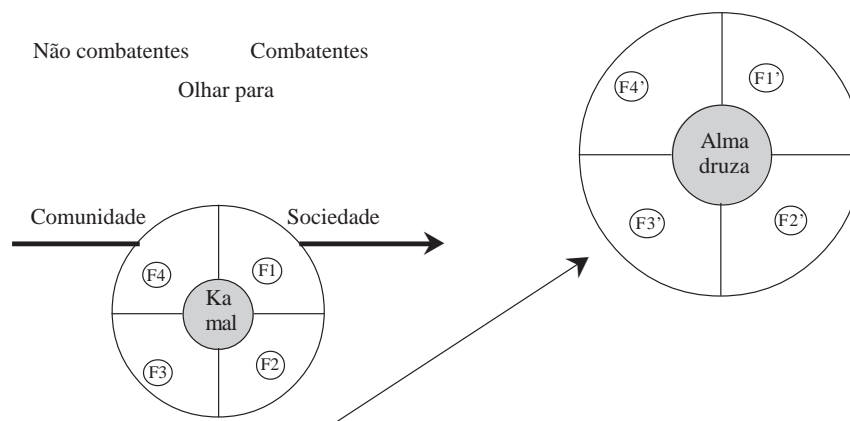 Não combatentes Combatentes
Olhar para
Comunidade Sociedade
F4 F1
Ka
mal
F3 F2
F4’ F1’
Alma
druza
F3’ F2’